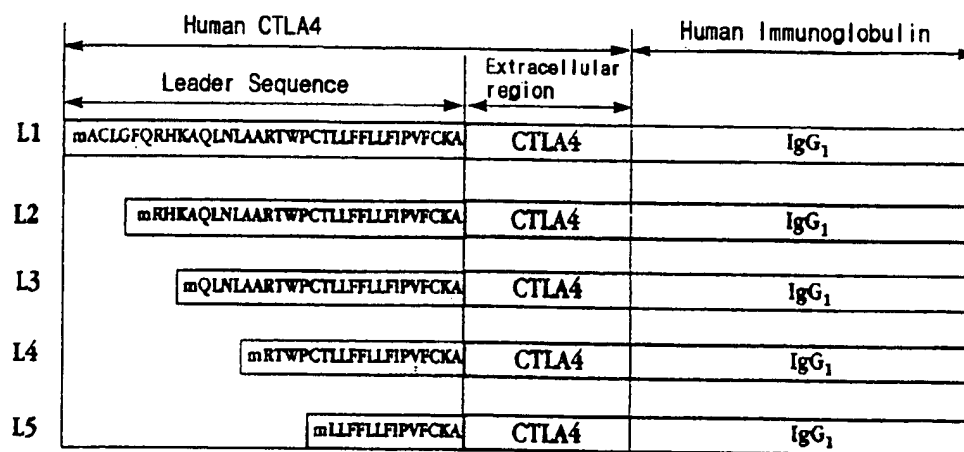 Human CTLA4
Human Immunoglobulin
Leader Sequence
Extracellular
region
L1 mACLGFQRHKAQLNLAARTWPCTLLFFLLFIPVFCKA CTLA4 IgG1
L2 mRHKAQLNLAARTWPCTLLFFLLFIPVFCKA CTLA4 IgG1
L3 mQLNLAARTWPCTLLFFLLFIPVFCKA CTLA4 IgG1
L4 mRTWPCTLLFFLLFIPVFCKA CTLA4 IgG1
L5 mLLFFLLFIPVFCKA CTLA4 IgG1